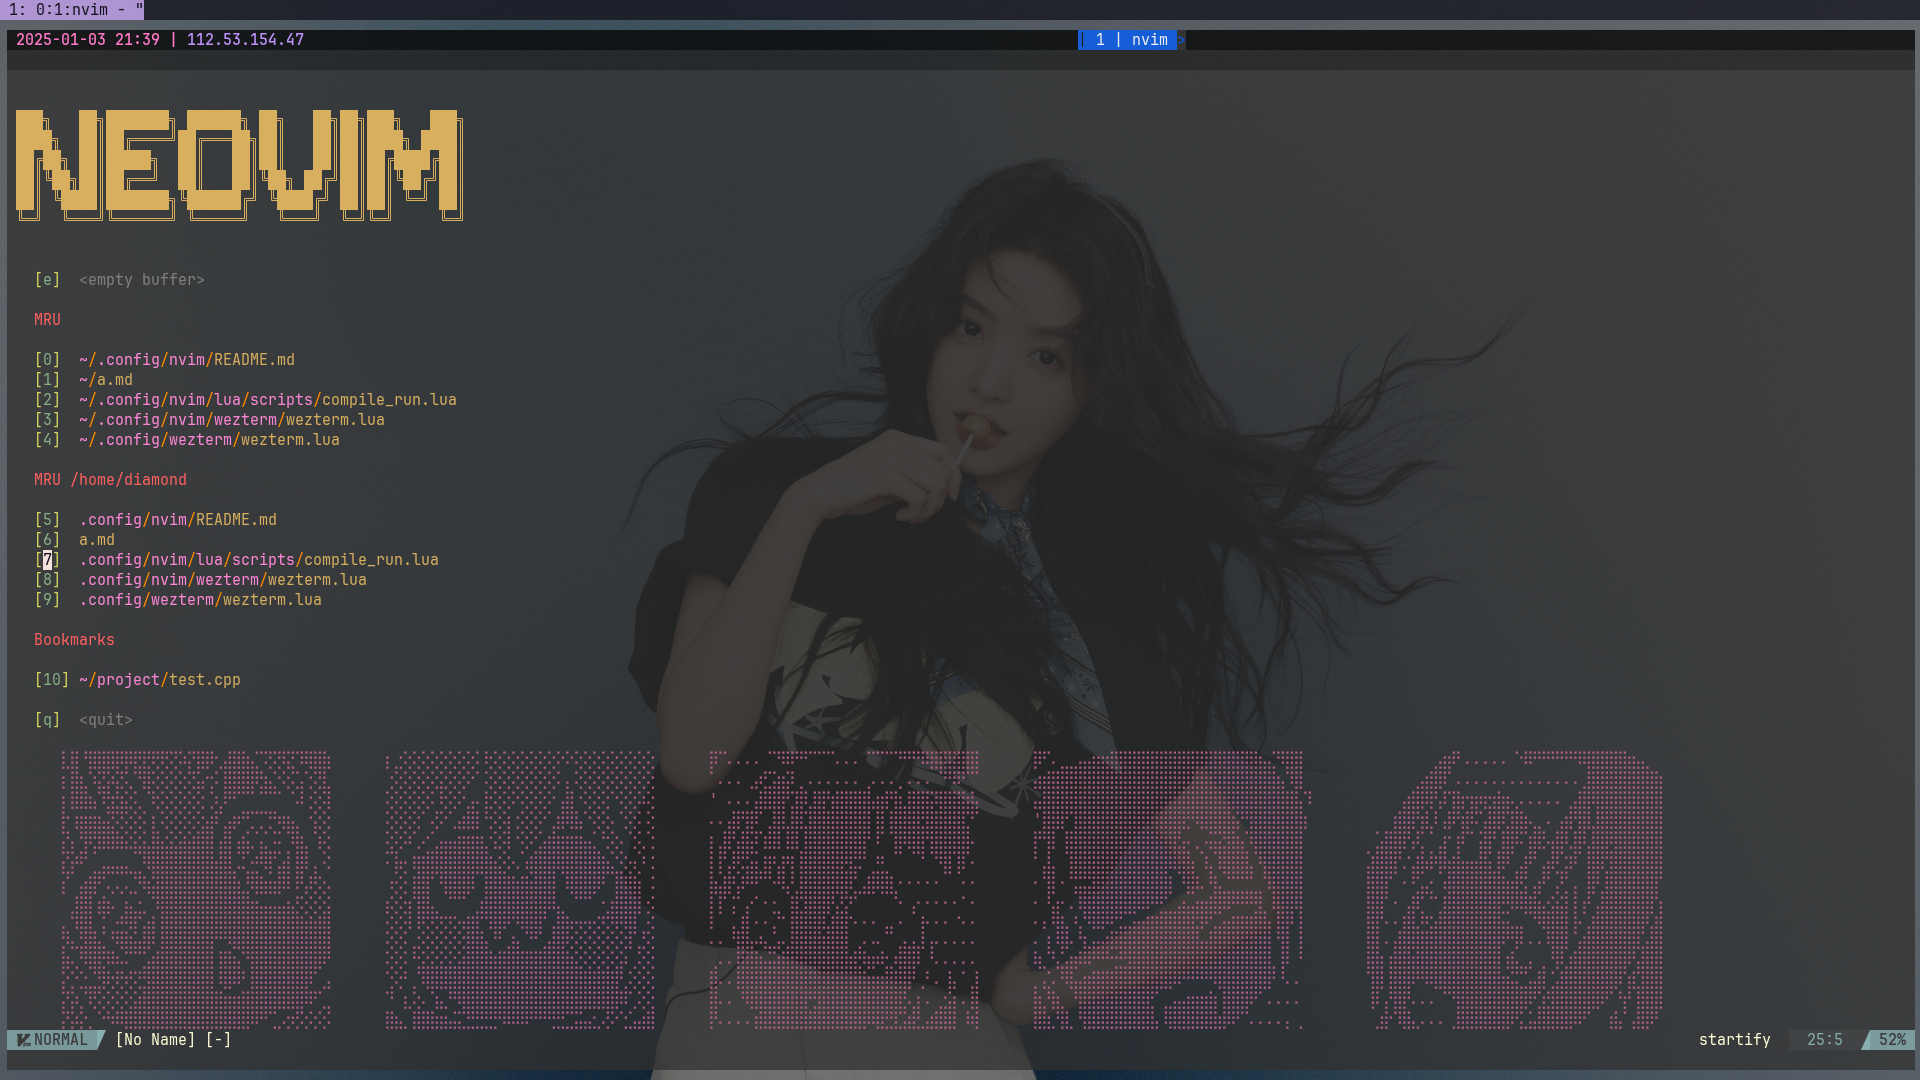 1: 0:1:nvim - "
2025-01-03 21:39 | 112.53.154.47
1 | nvim >
NEOVIM
[e]  <empty buffer>
MRU
[0]  ~/.config/nvim/README.md
[1]  ~/a.md
[2]  ~/.config/nvim/lua/scripts/compile_run.lua
[3]  ~/.config/nvim/wezterm/wezterm.lua
[4]  ~/.config/wezterm/wezterm.lua
MRU /home/diamond
[5]  .config/nvim/README.md
[6]  a.md
[7]  .config/nvim/lua/scripts/compile_run.lua
[8]  .config/nvim/wezterm/wezterm.lua
[9]  .config/wezterm/wezterm.lua
Bookmarks
[10] ~/project/test.cpp
[q]  <quit>
NORMAL [No Name] [-]
startify 25:5 52%